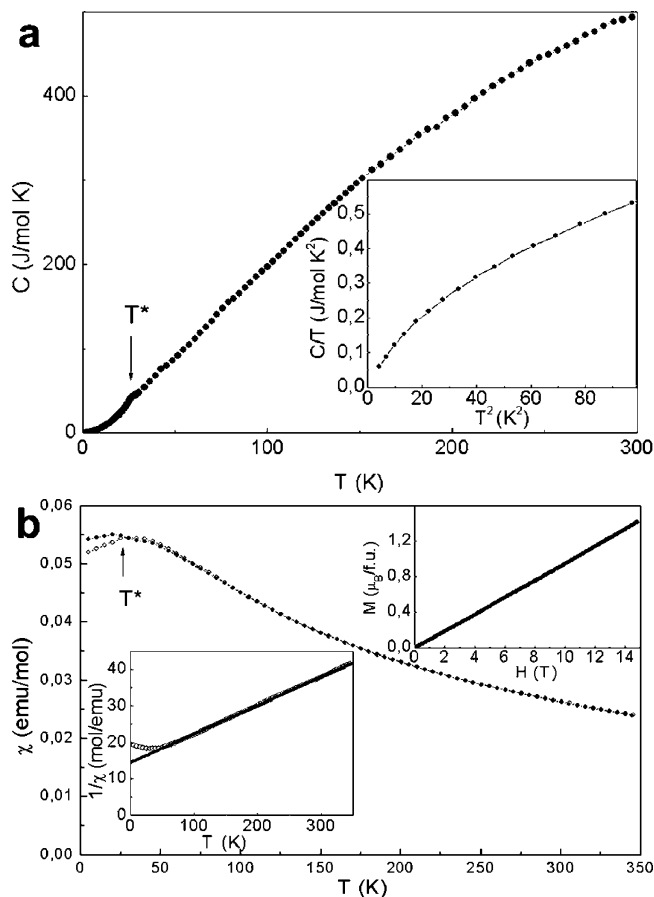 a
400
200
0
C (J/mol K)
T*
0,5
0,4
0,3
0,2
0,1
0,0
C/T (J/mol K²)
0 20 40 60 80
T² (K²)
0 50 100 150 200 250 300
T (K)
b
0,06
0,05
0,04
0,03
0,02
0,01
0,00
χ (emu/mol)
T*
1,2
0,8
0,4
0,0
M (μB/f.u.)
0 2 4 6 8 10 12 14
H (T)
40
30
20
10
0
1/χ (mol/emu)
0 100 200 300
T (K)
0 50 100 150 200 250 300 350
T (K)